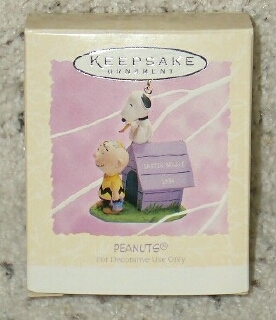 KEEPSAKE
ORNAMENT
PEANUTS®
For Decorative Use Only